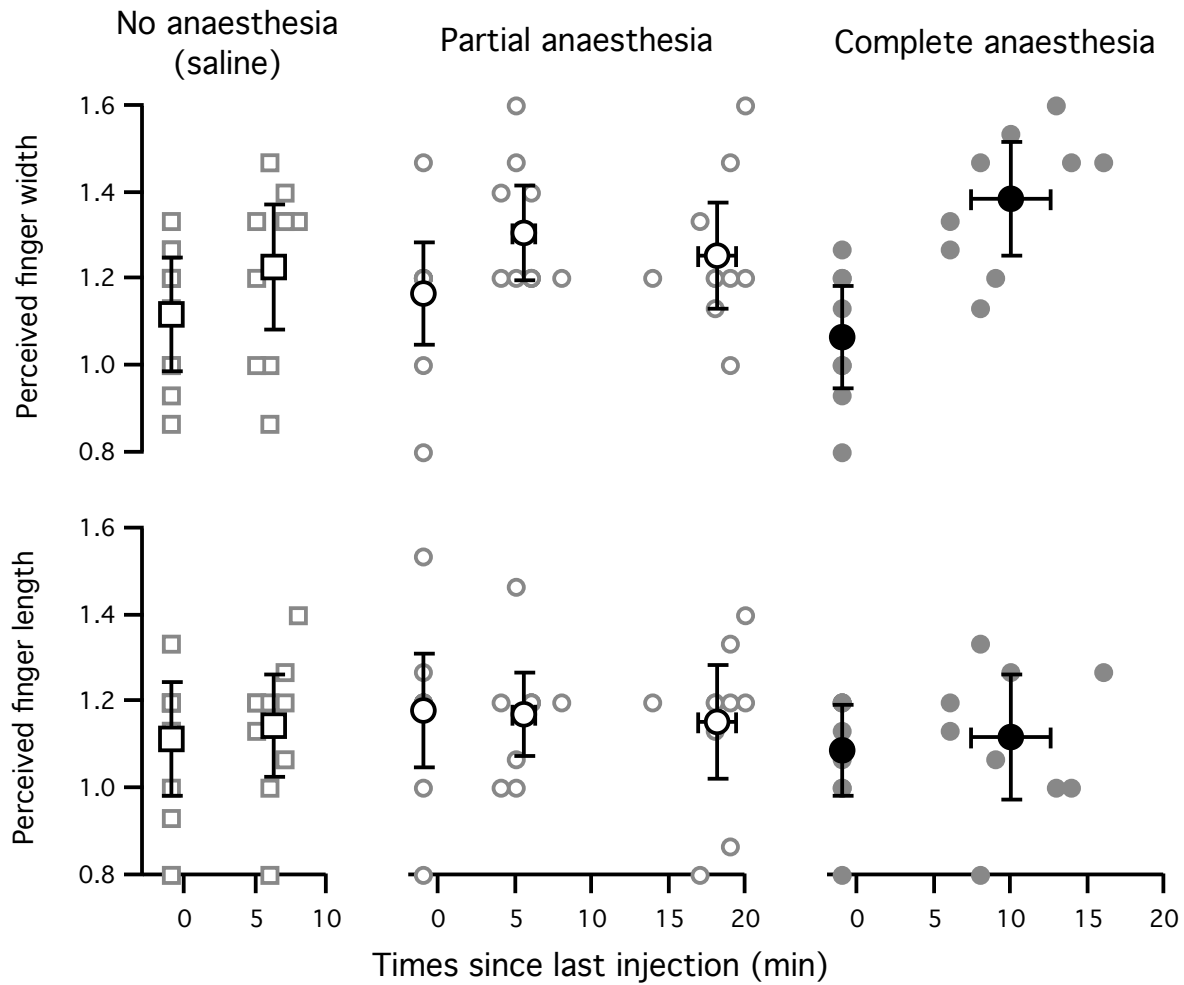 No anaesthesia
(saline)
Partial anaesthesia
Complete anaesthesia
Perceived finger width
1.6
1.4
1.2
1.0
0.8
Perceived finger length
1.6
1.4
1.2
1.0
0.8
0 5 10 0 5 10 15 20 0 5 10 15 20
Times since last injection (min)